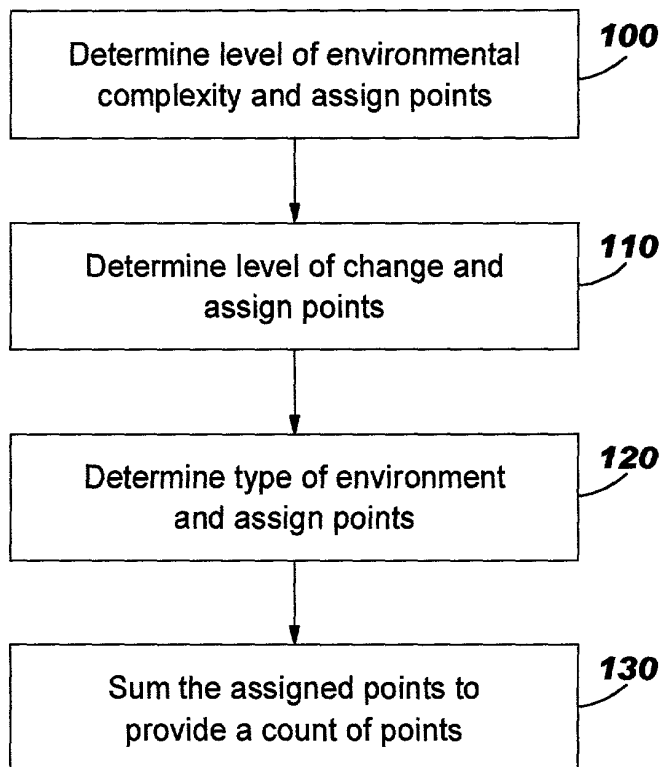 100
Determine level of environmental
complexity and assign points
110
Determine level of change and
assign points
120
Determine type of environment
and assign points
130
Sum the assigned points to
provide a count of points